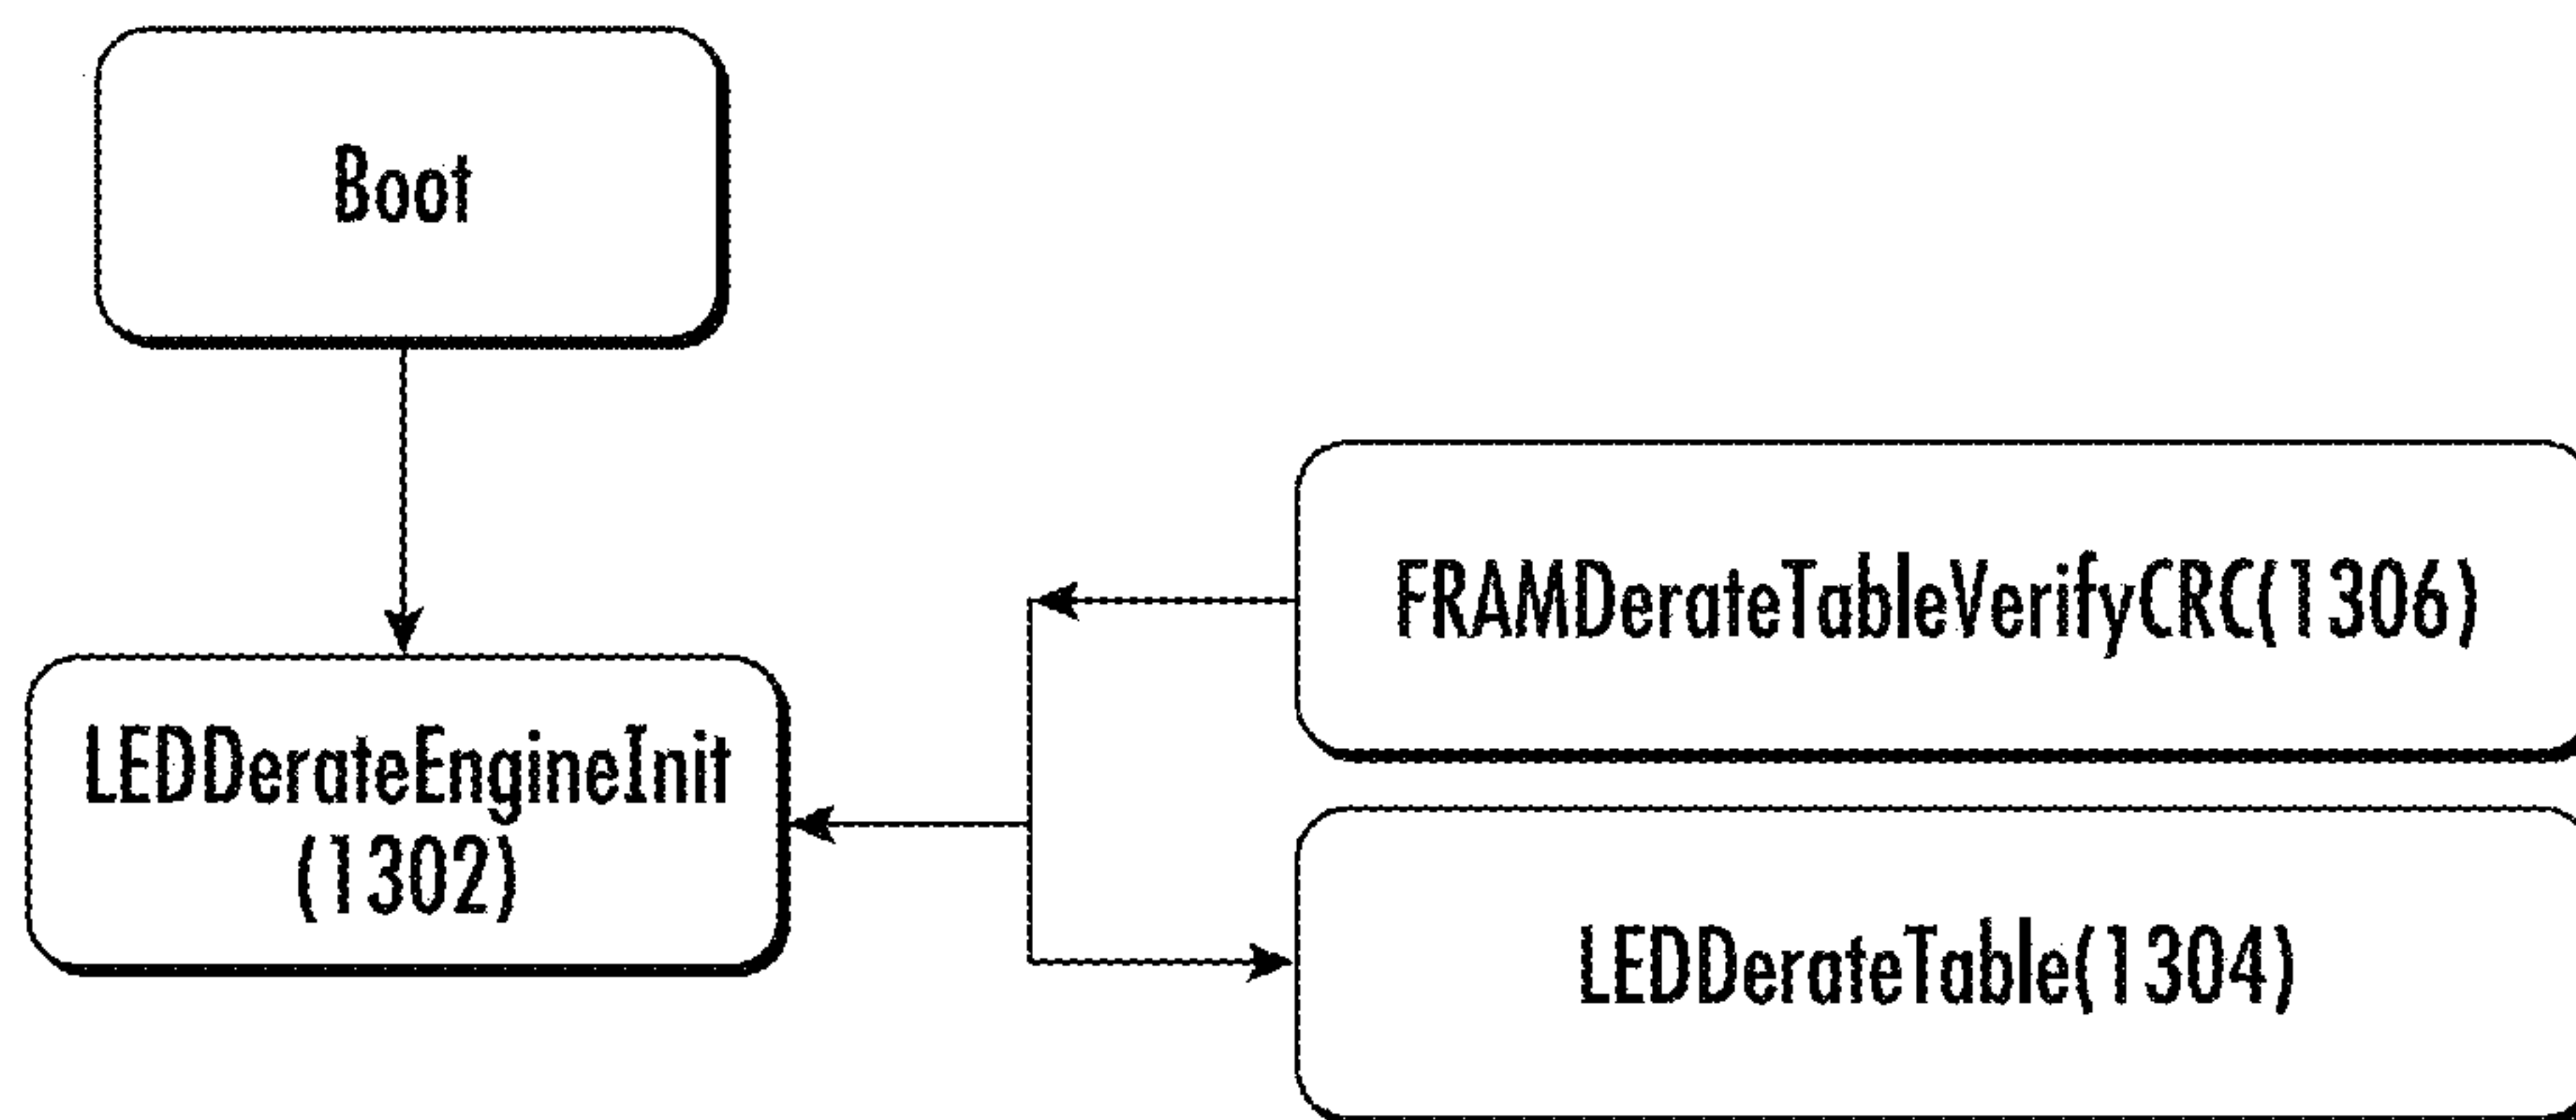 Boot
FRAMDerateTableVerifyCRC(1306)
LEDDerateEngineInit
(1302)
LEDDerateTable(1304)